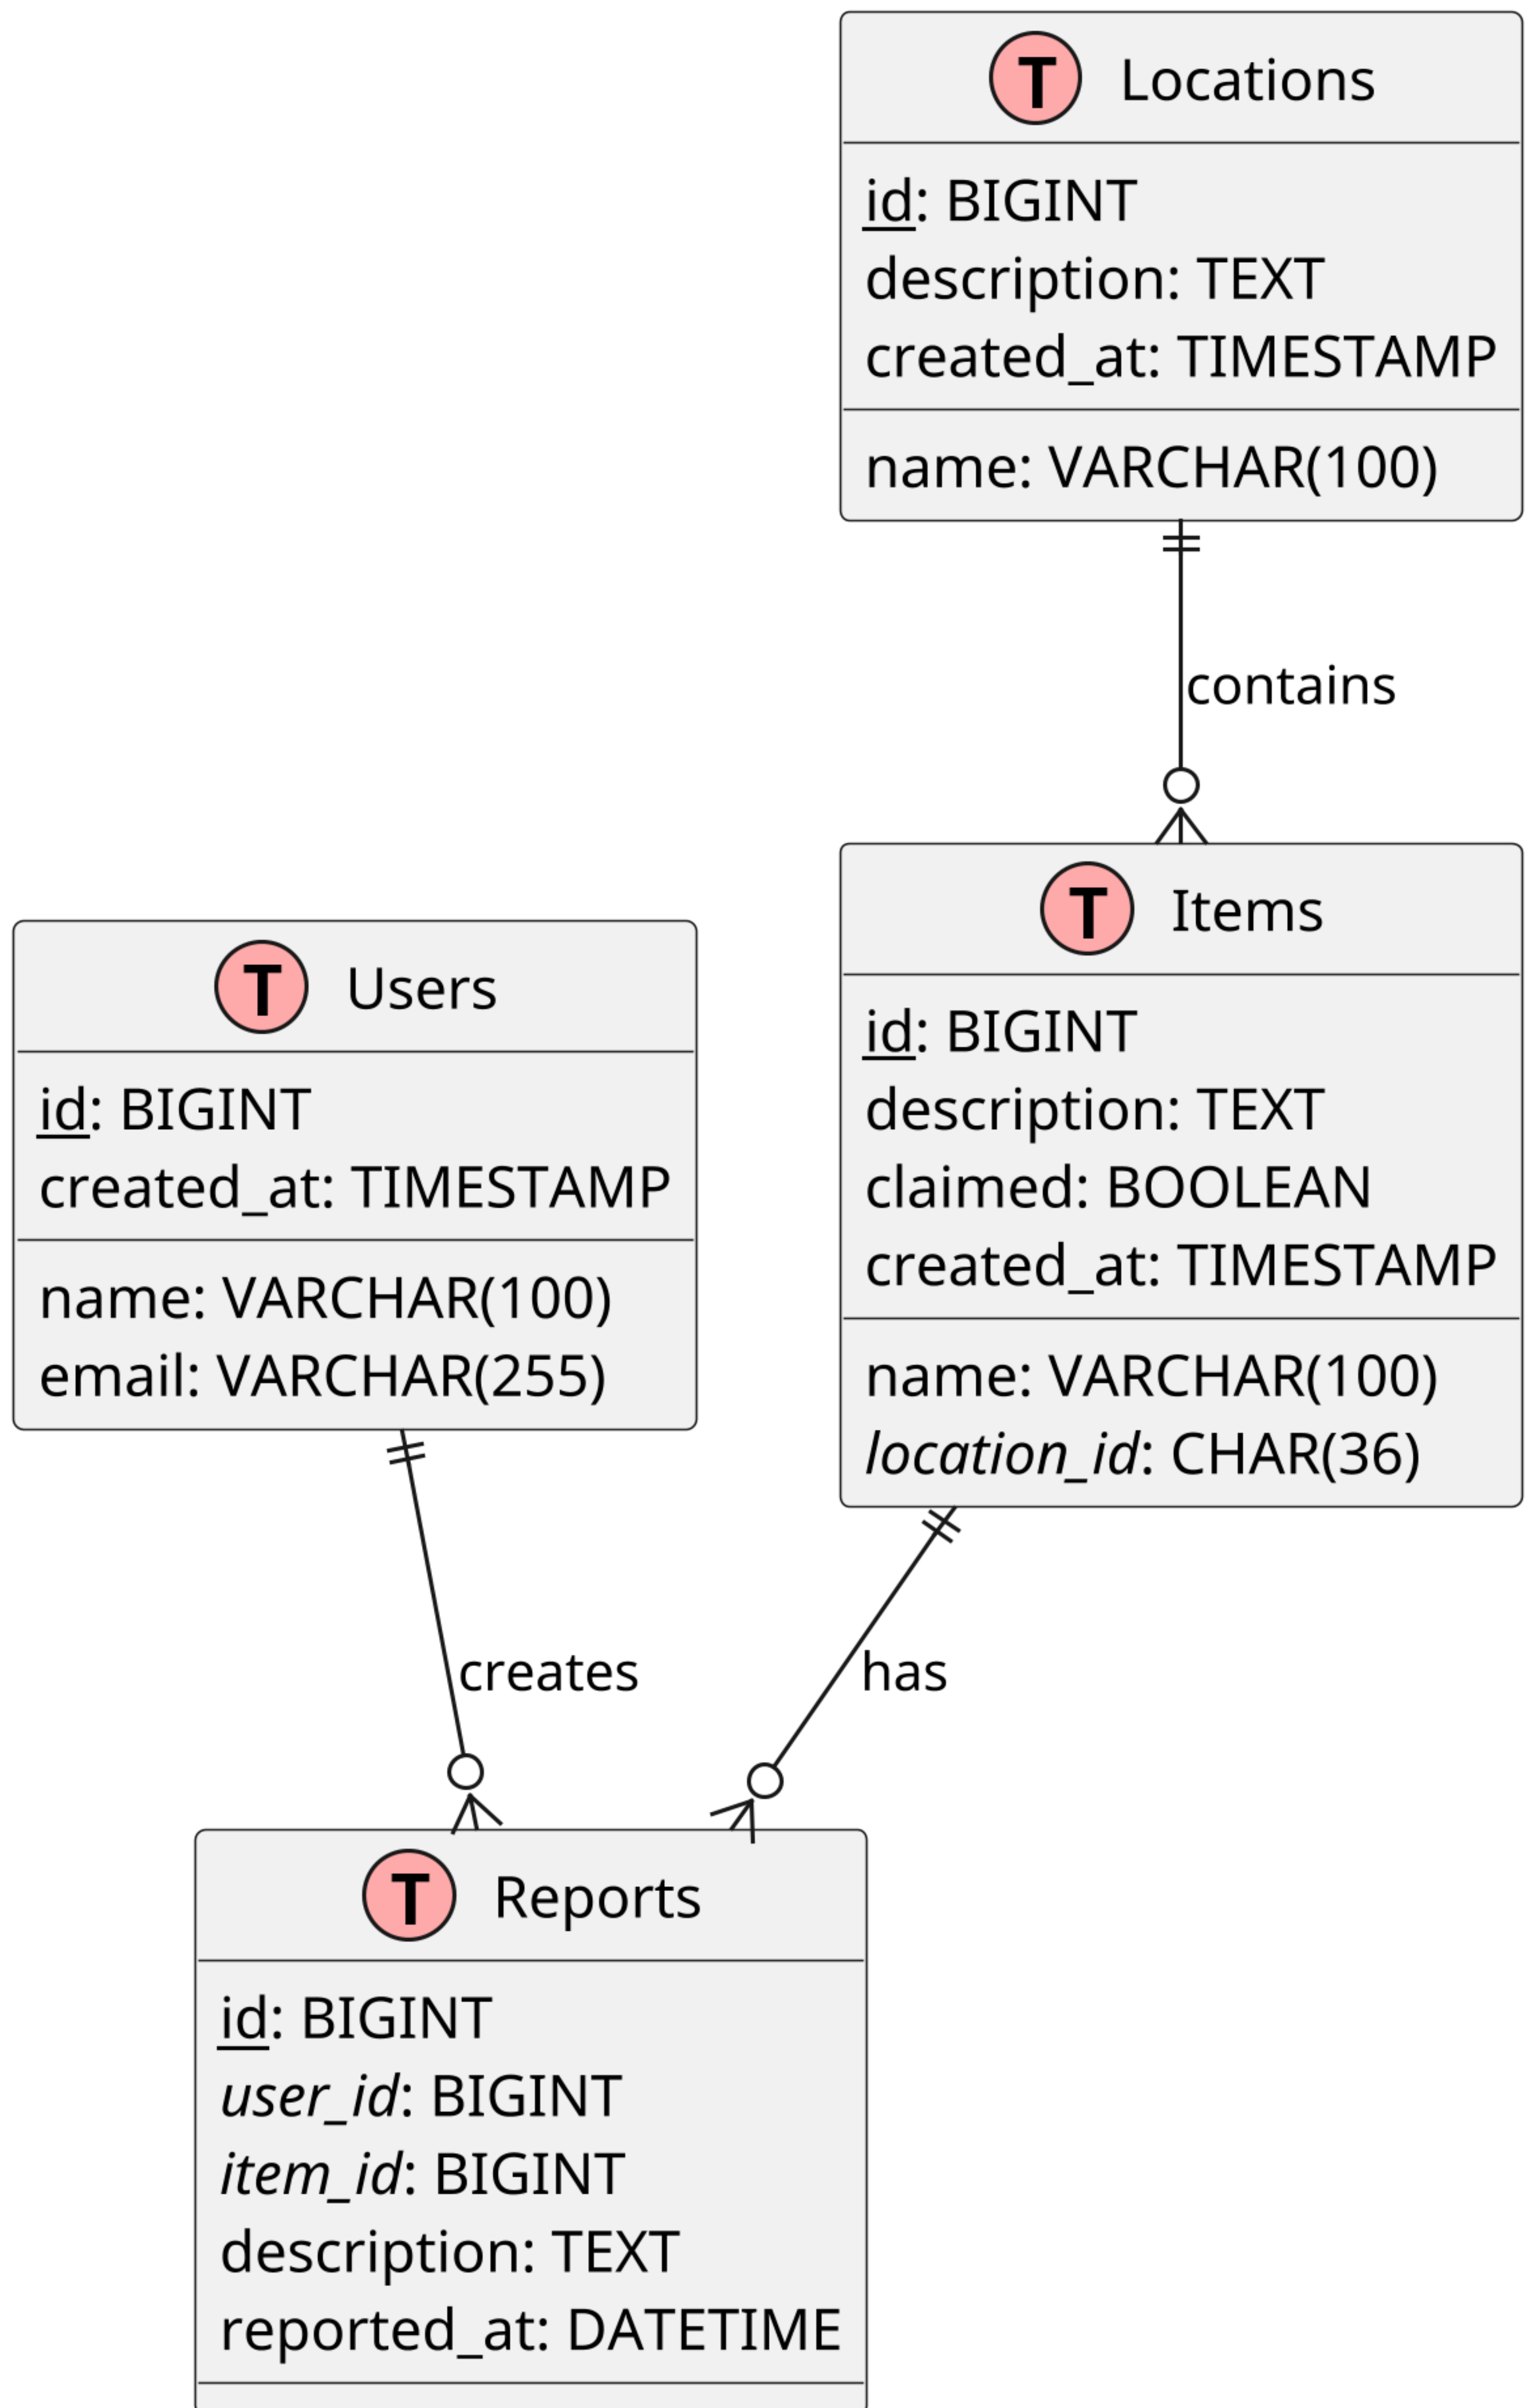 T Locations
id: BIGINT
description: TEXT
created_at: TIMESTAMP
name: VARCHAR(100)
contains
T Items
id: BIGINT
description: TEXT
claimed: BOOLEAN
created_at: TIMESTAMP
name: VARCHAR(100)
location_id: CHAR(36)
T Users
id: BIGINT
created_at: TIMESTAMP
name: VARCHAR(100)
email: VARCHAR(255)
creates
has
T Reports
id: BIGINT
user_id: BIGINT
item_id: BIGINT
description: TEXT
reported_at: DATETIME